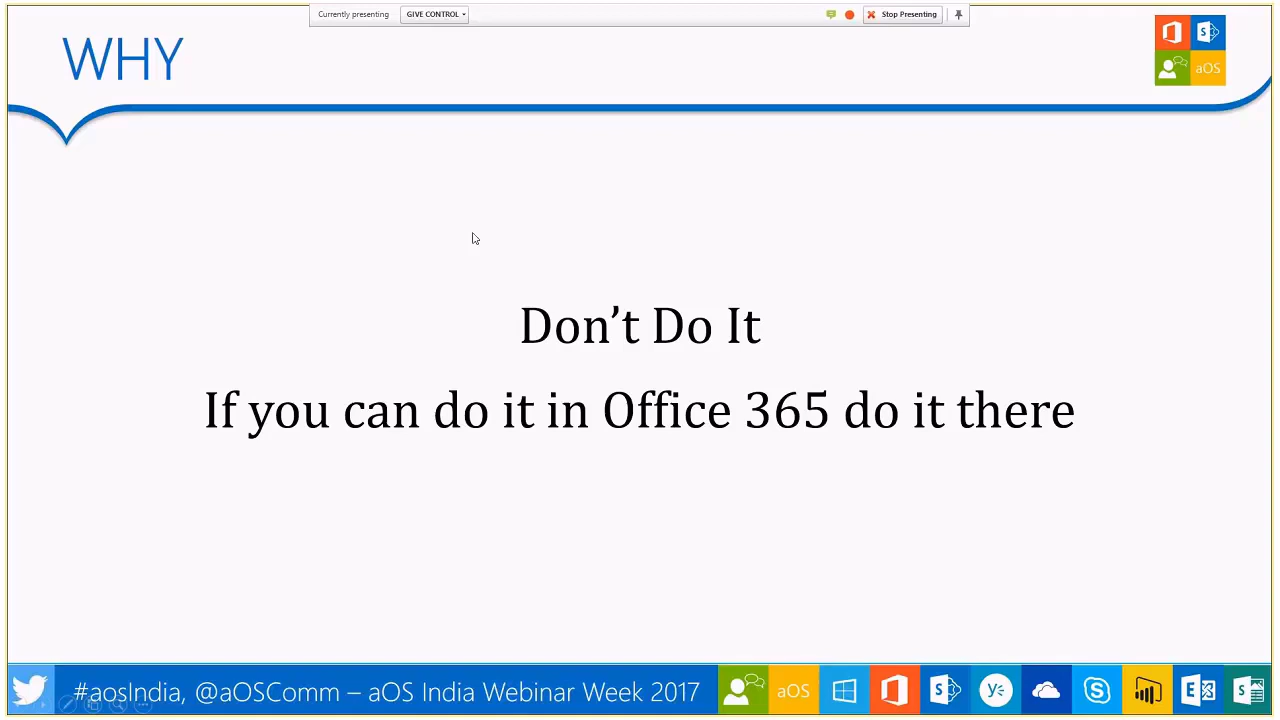 Currently presenting GIVE CONTROL Stop Presenting
WHY
aOS
Don't Do It
If you can do it in Office 365 do it there
#aosIndia, @aOSComm – aOS India Webinar Week 2017
aOS